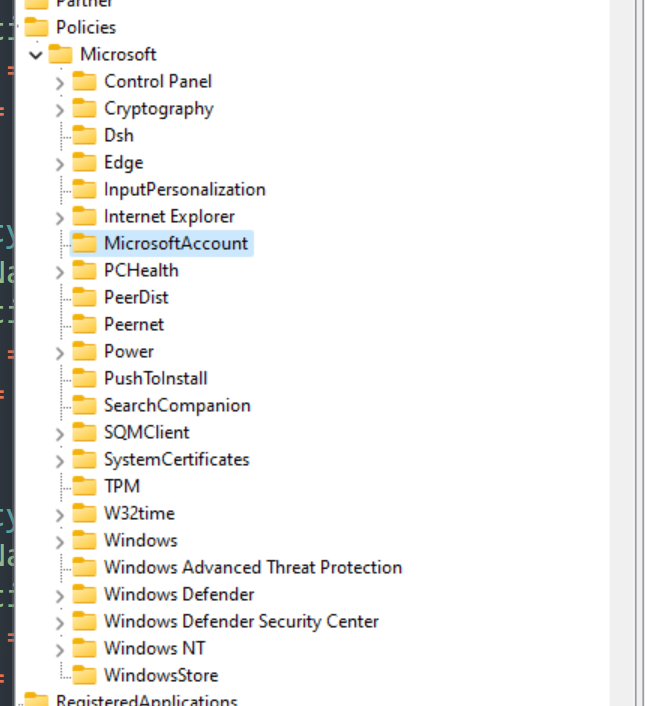 Partner
Policies
Microsoft
Control Panel
Cryptography
Dsh
Edge
InputPersonalization
Internet Explorer
MicrosoftAccount
PCHealth
PeerDist
Peernet
Power
PushToInstall
SearchCompanion
SQMClient
SystemCertificates
TPM
W32time
Windows
Windows Advanced Threat Protection
Windows Defender
Windows Defender Security Center
Windows NT
WindowsStore
RegisteredApplications